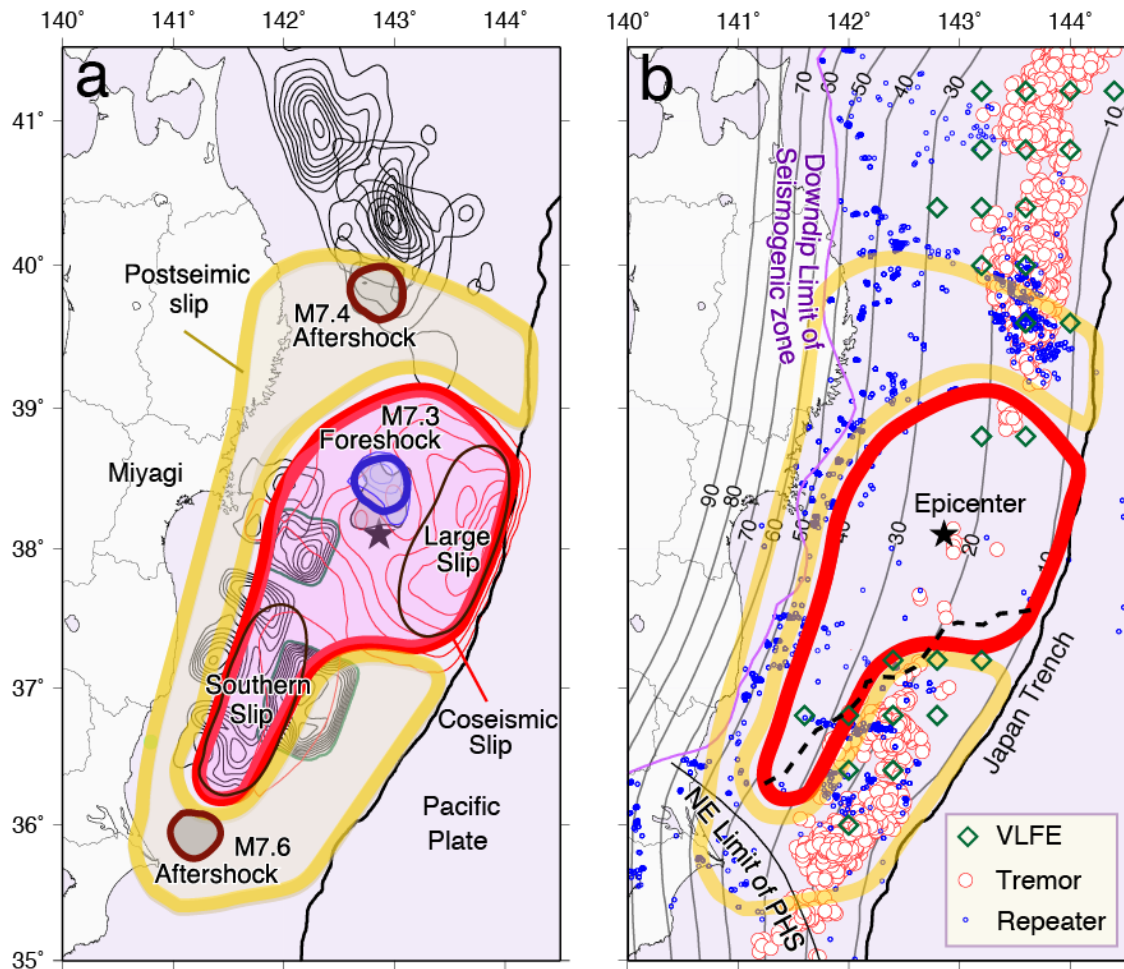 140° 141° 142° 143° 144°
140° 141° 142° 143° 144°
a
b
41°
40°
39°
38°
37°
36°
35°
Postseimic
slip
M7.4
Aftershock
M7.3
Foreshock
Miyagi
Large
Slip
Southern
Slip
Coseismic
Slip
Pacific
Plate
M7.6
Aftershock
70
60
50
40
30
10
Downdip Limit of
Seismogenic zone
90
80
70
60
50
40
30
20
10
Epicenter
Japan Trench
NE Limit of PHS
VLFE
Tremor
Repeater